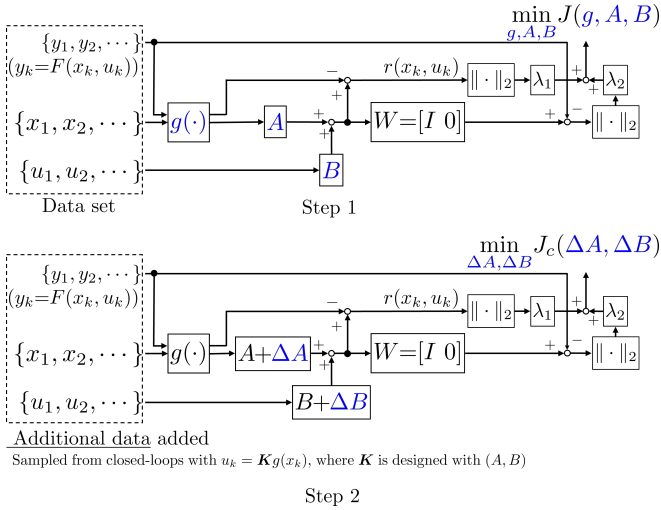 min J(g, A, B)
g,A,B
{y₁, y₂, ⋯}
(yₖ=F(xₖ, uₖ))
− r(xₖ, uₖ) ‖ · ‖₂ λ₁ + λ₂
+ +
{x₁, x₂, ⋯} g(·) A + W=[I 0] + − ‖ · ‖₂
+
{u₁, u₂, ⋯} B
Data set
Step 1
min J_c(ΔA, ΔB)
ΔA,ΔB
{y₁, y₂, ⋯}
(yₖ=F(xₖ, uₖ))
− r(xₖ, uₖ) ‖ · ‖₂ λ₁ + λ₂
+ +
{x₁, x₂, ⋯} g(·) A+ΔA + W=[I 0] + − ‖ · ‖₂
+
{u₁, u₂, ⋯} B+ΔB
Additional data added
Sampled from closed-loops with uₖ = 𝑲g(xₖ), where 𝑲 is designed with (A, B)
Step 2